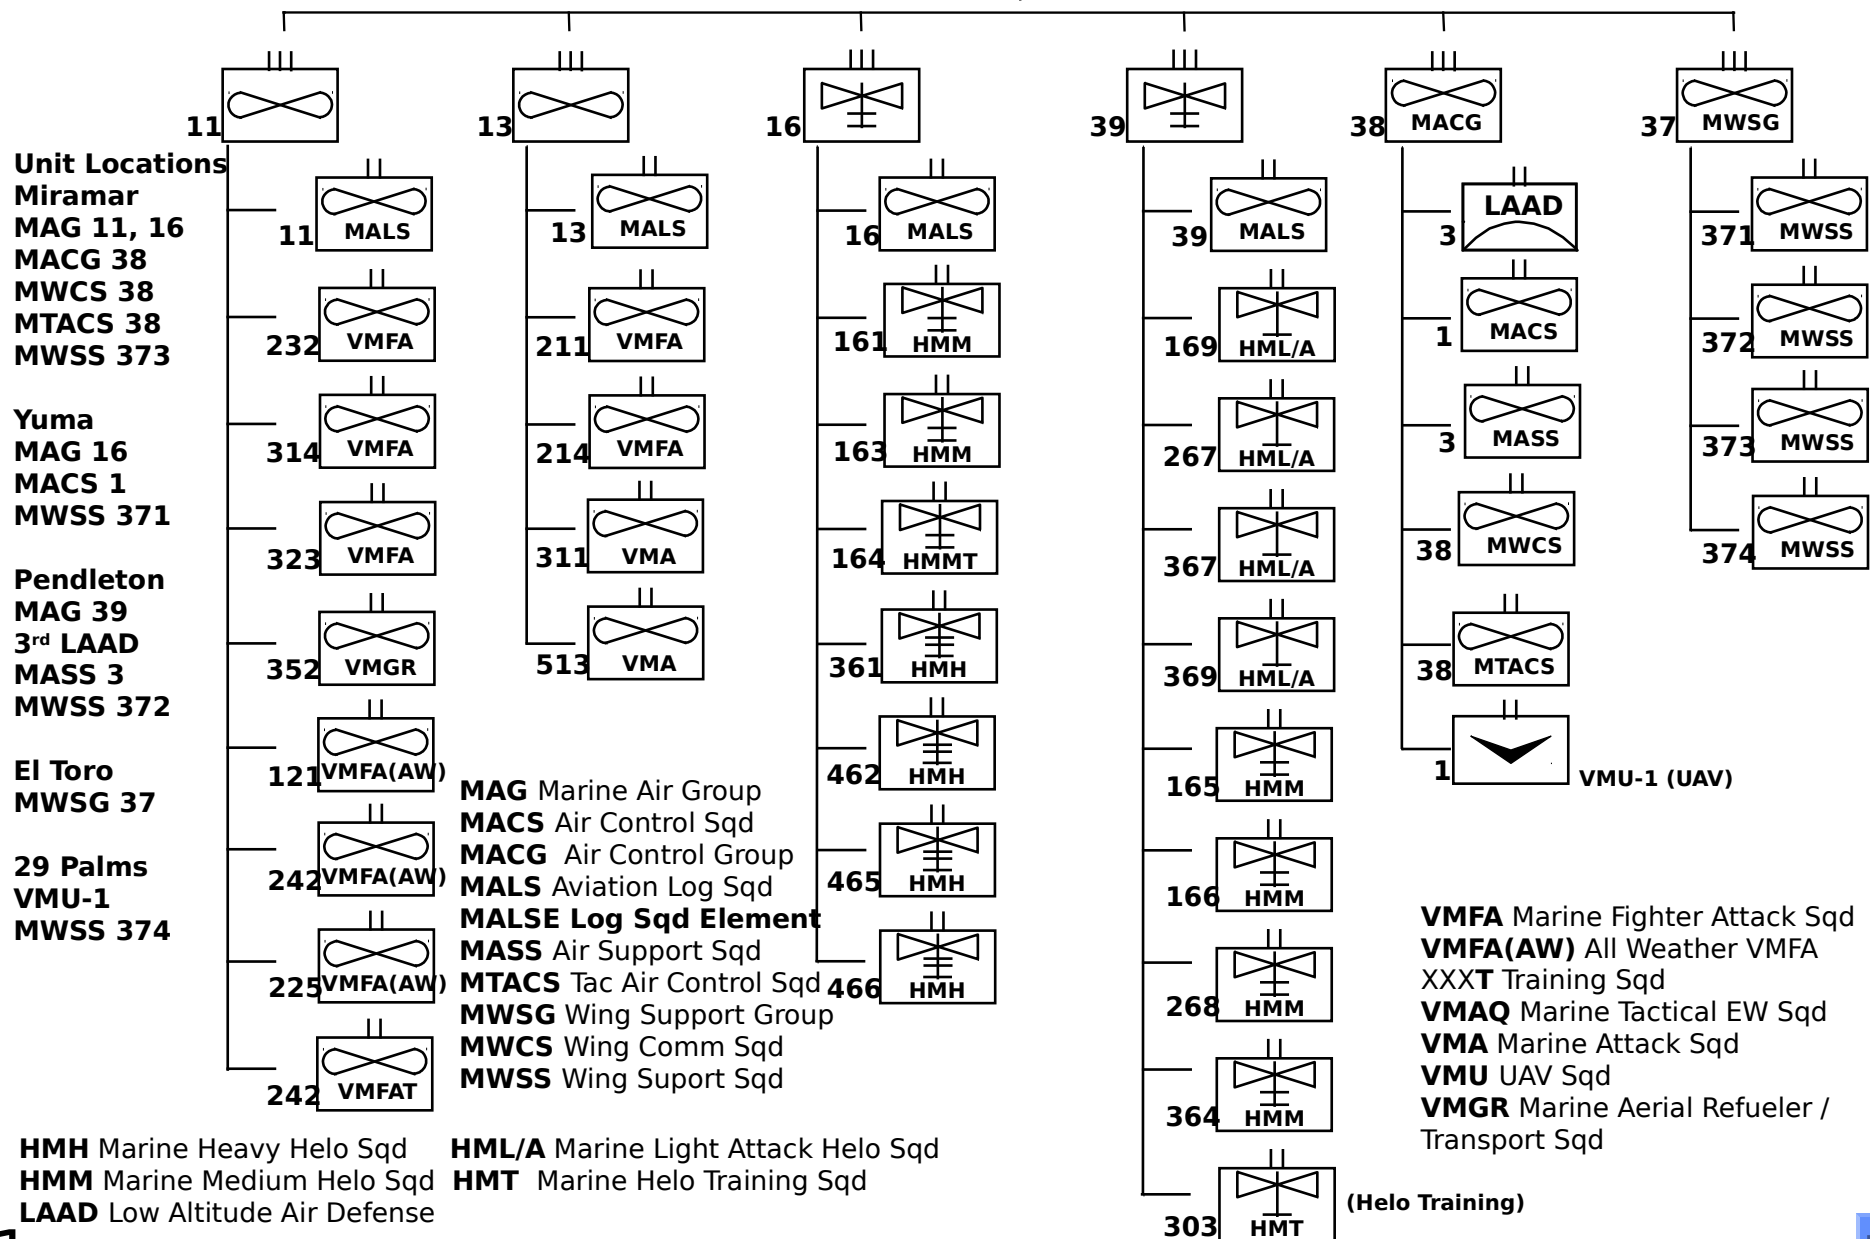 11
13
16
39
38 MACG
37 MWSG
Unit Locations
Miramar
MAG 11, 16
MACG 38
MWCS 38
MTACS 38
MWSS 373
Yuma
MAG 16
MACS 1
MWSS 371
Pendleton
MAG 39
3rd LAAD
MASS 3
MWSS 372
El Toro
MWSG 37
29 Palms
VMU-1
MWSS 374
11 MALS
232 VMFA
314 VMFA
323 VMFA
352 VMGR
121 VMFA(AW)
242 VMFA(AW)
225 VMFA(AW)
242 VMFAT
13 MALS
211 VMFA
214 VMFA
311 VMA
513 VMA
16 MALS
161 HMM
163 HMM
164 HMMT
361 HMH
462 HMH
465 HMH
466 HMH
39 MALS
169 HML/A
267 HML/A
367 HML/A
369 HML/A
165 HMM
166 HMM
268 HMM
364 HMM
303 HMT
(Helo Training)
3 LAAD
1 MACS
3 MASS
38 MWCS
38 MTACS
1
VMU-1 (UAV)
371 MWSS
372 MWSS
373 MWSS
374 MWSS
MAG Marine Air Group
MACS Air Control Sqd
MACG Air Control Group
MALS Aviation Log Sqd
MALSE Log Sqd Element
MASS Air Support Sqd
MTACS Tac Air Control Sqd
MWSG Wing Support Group
MWCS Wing Comm Sqd
MWSS Wing Suport Sqd
VMFA Marine Fighter Attack Sqd
VMFA(AW) All Weather VMFA
XXXT Training Sqd
VMAQ Marine Tactical EW Sqd
VMA Marine Attack Sqd
VMU UAV Sqd
VMGR Marine Aerial Refueler /
Transport Sqd
HMH Marine Heavy Helo Sqd
HMM Marine Medium Helo Sqd
LAAD Low Altitude Air Defense
HML/A Marine Light Attack Helo Sqd
HMT Marine Helo Training Sqd